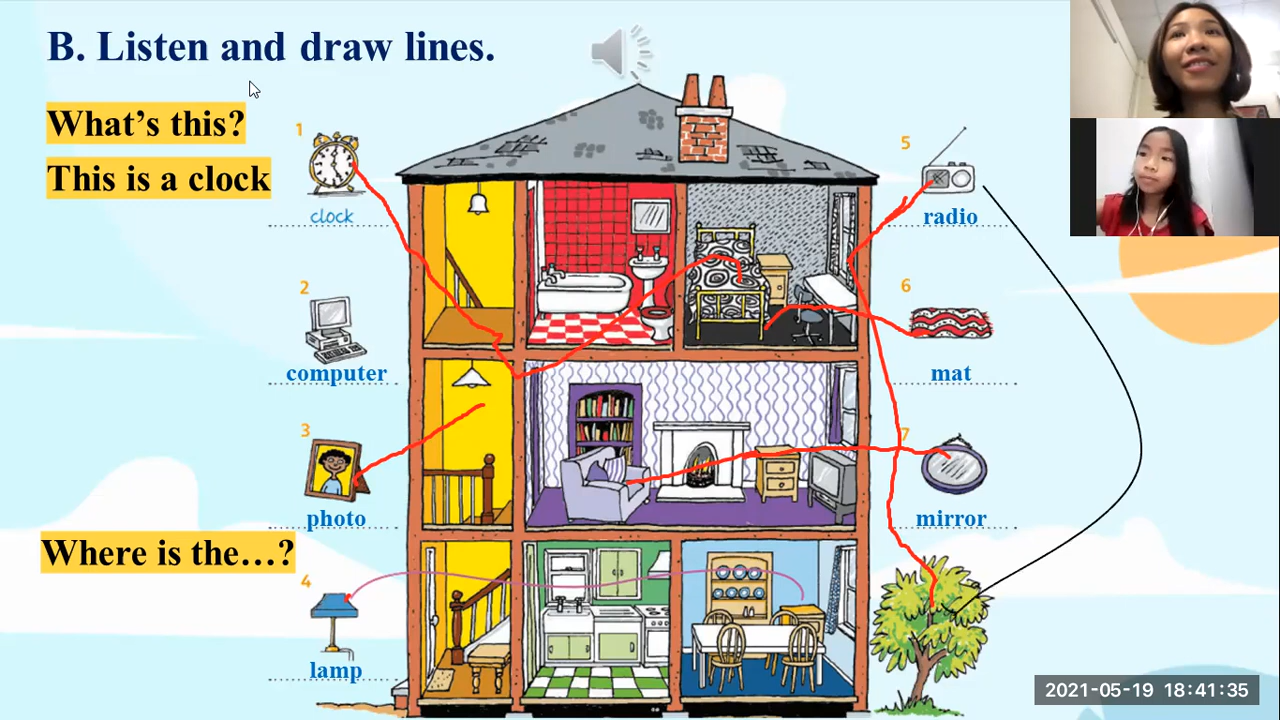 B. Listen and draw lines.
What's this?
This is a clock
1
clock
2
computer
3
photo
Where is the...?
4
lamp
5
radio
6
mat
7
mirror
2021-05-19 18:41:35